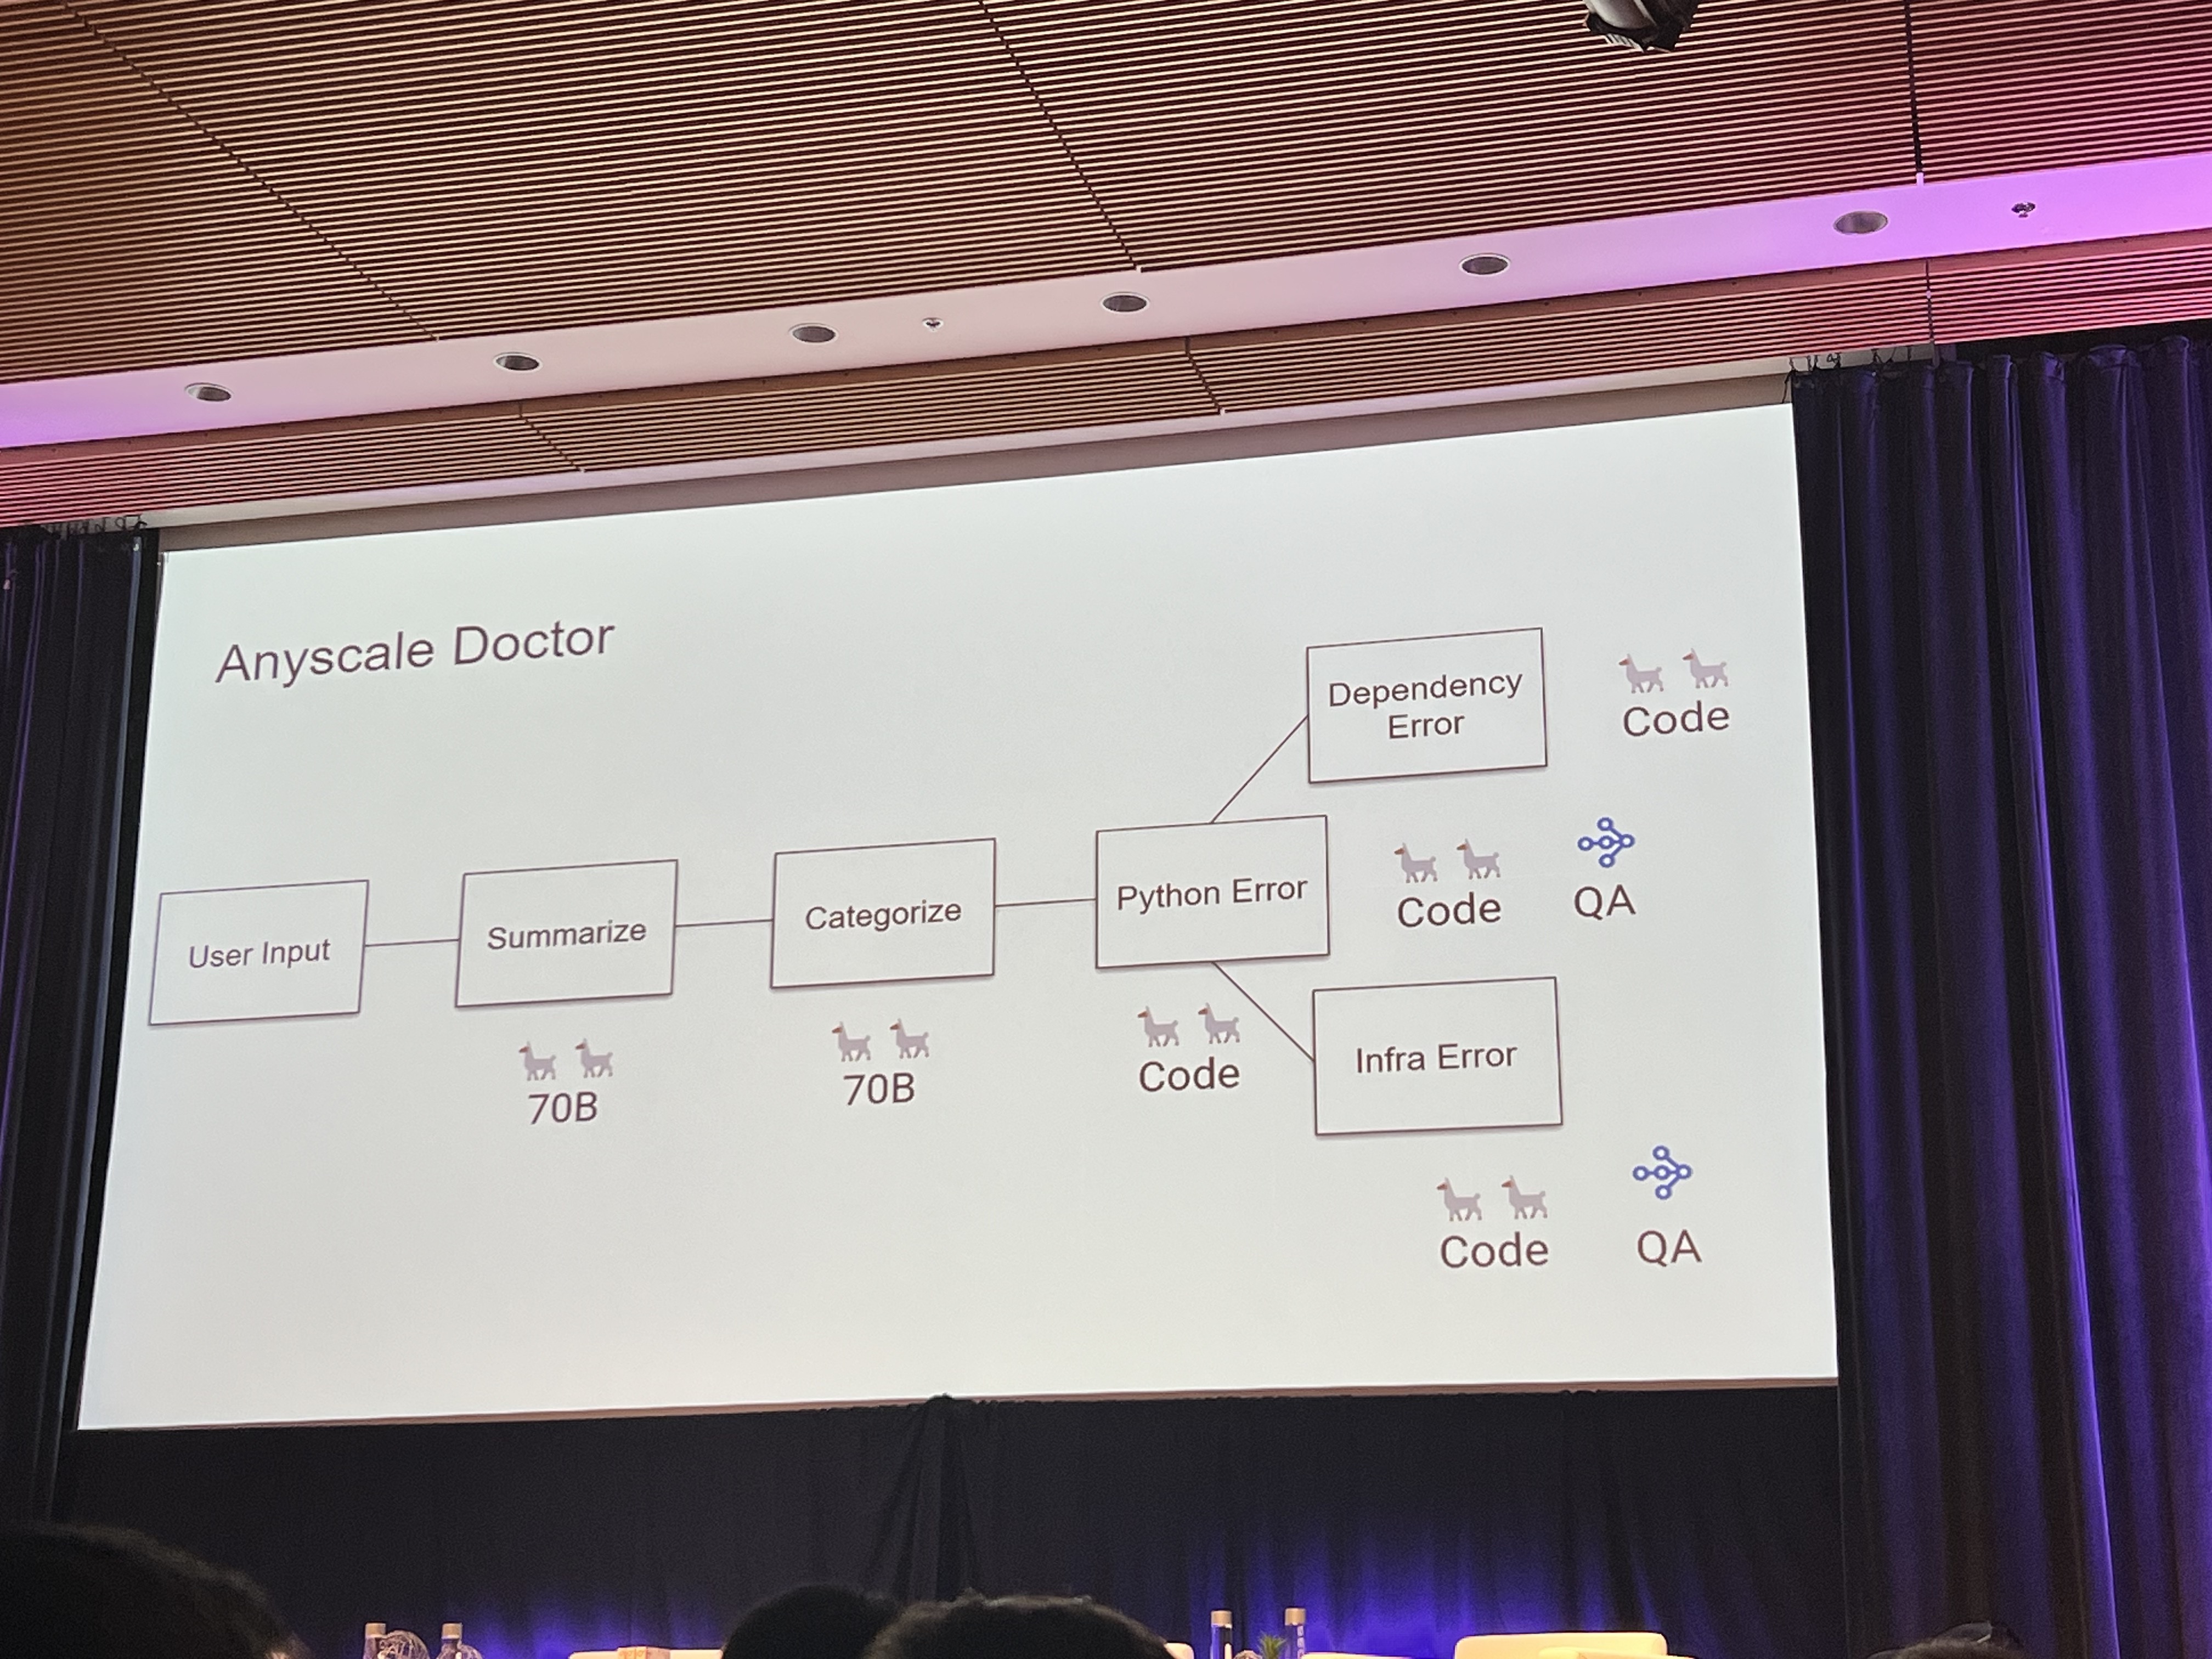 Anyscale Doctor
Dependency
Error
Code
User Input
Summarize
Categorize
Python Error
Code
QA
70B
70B
Code
Infra Error
Code
QA